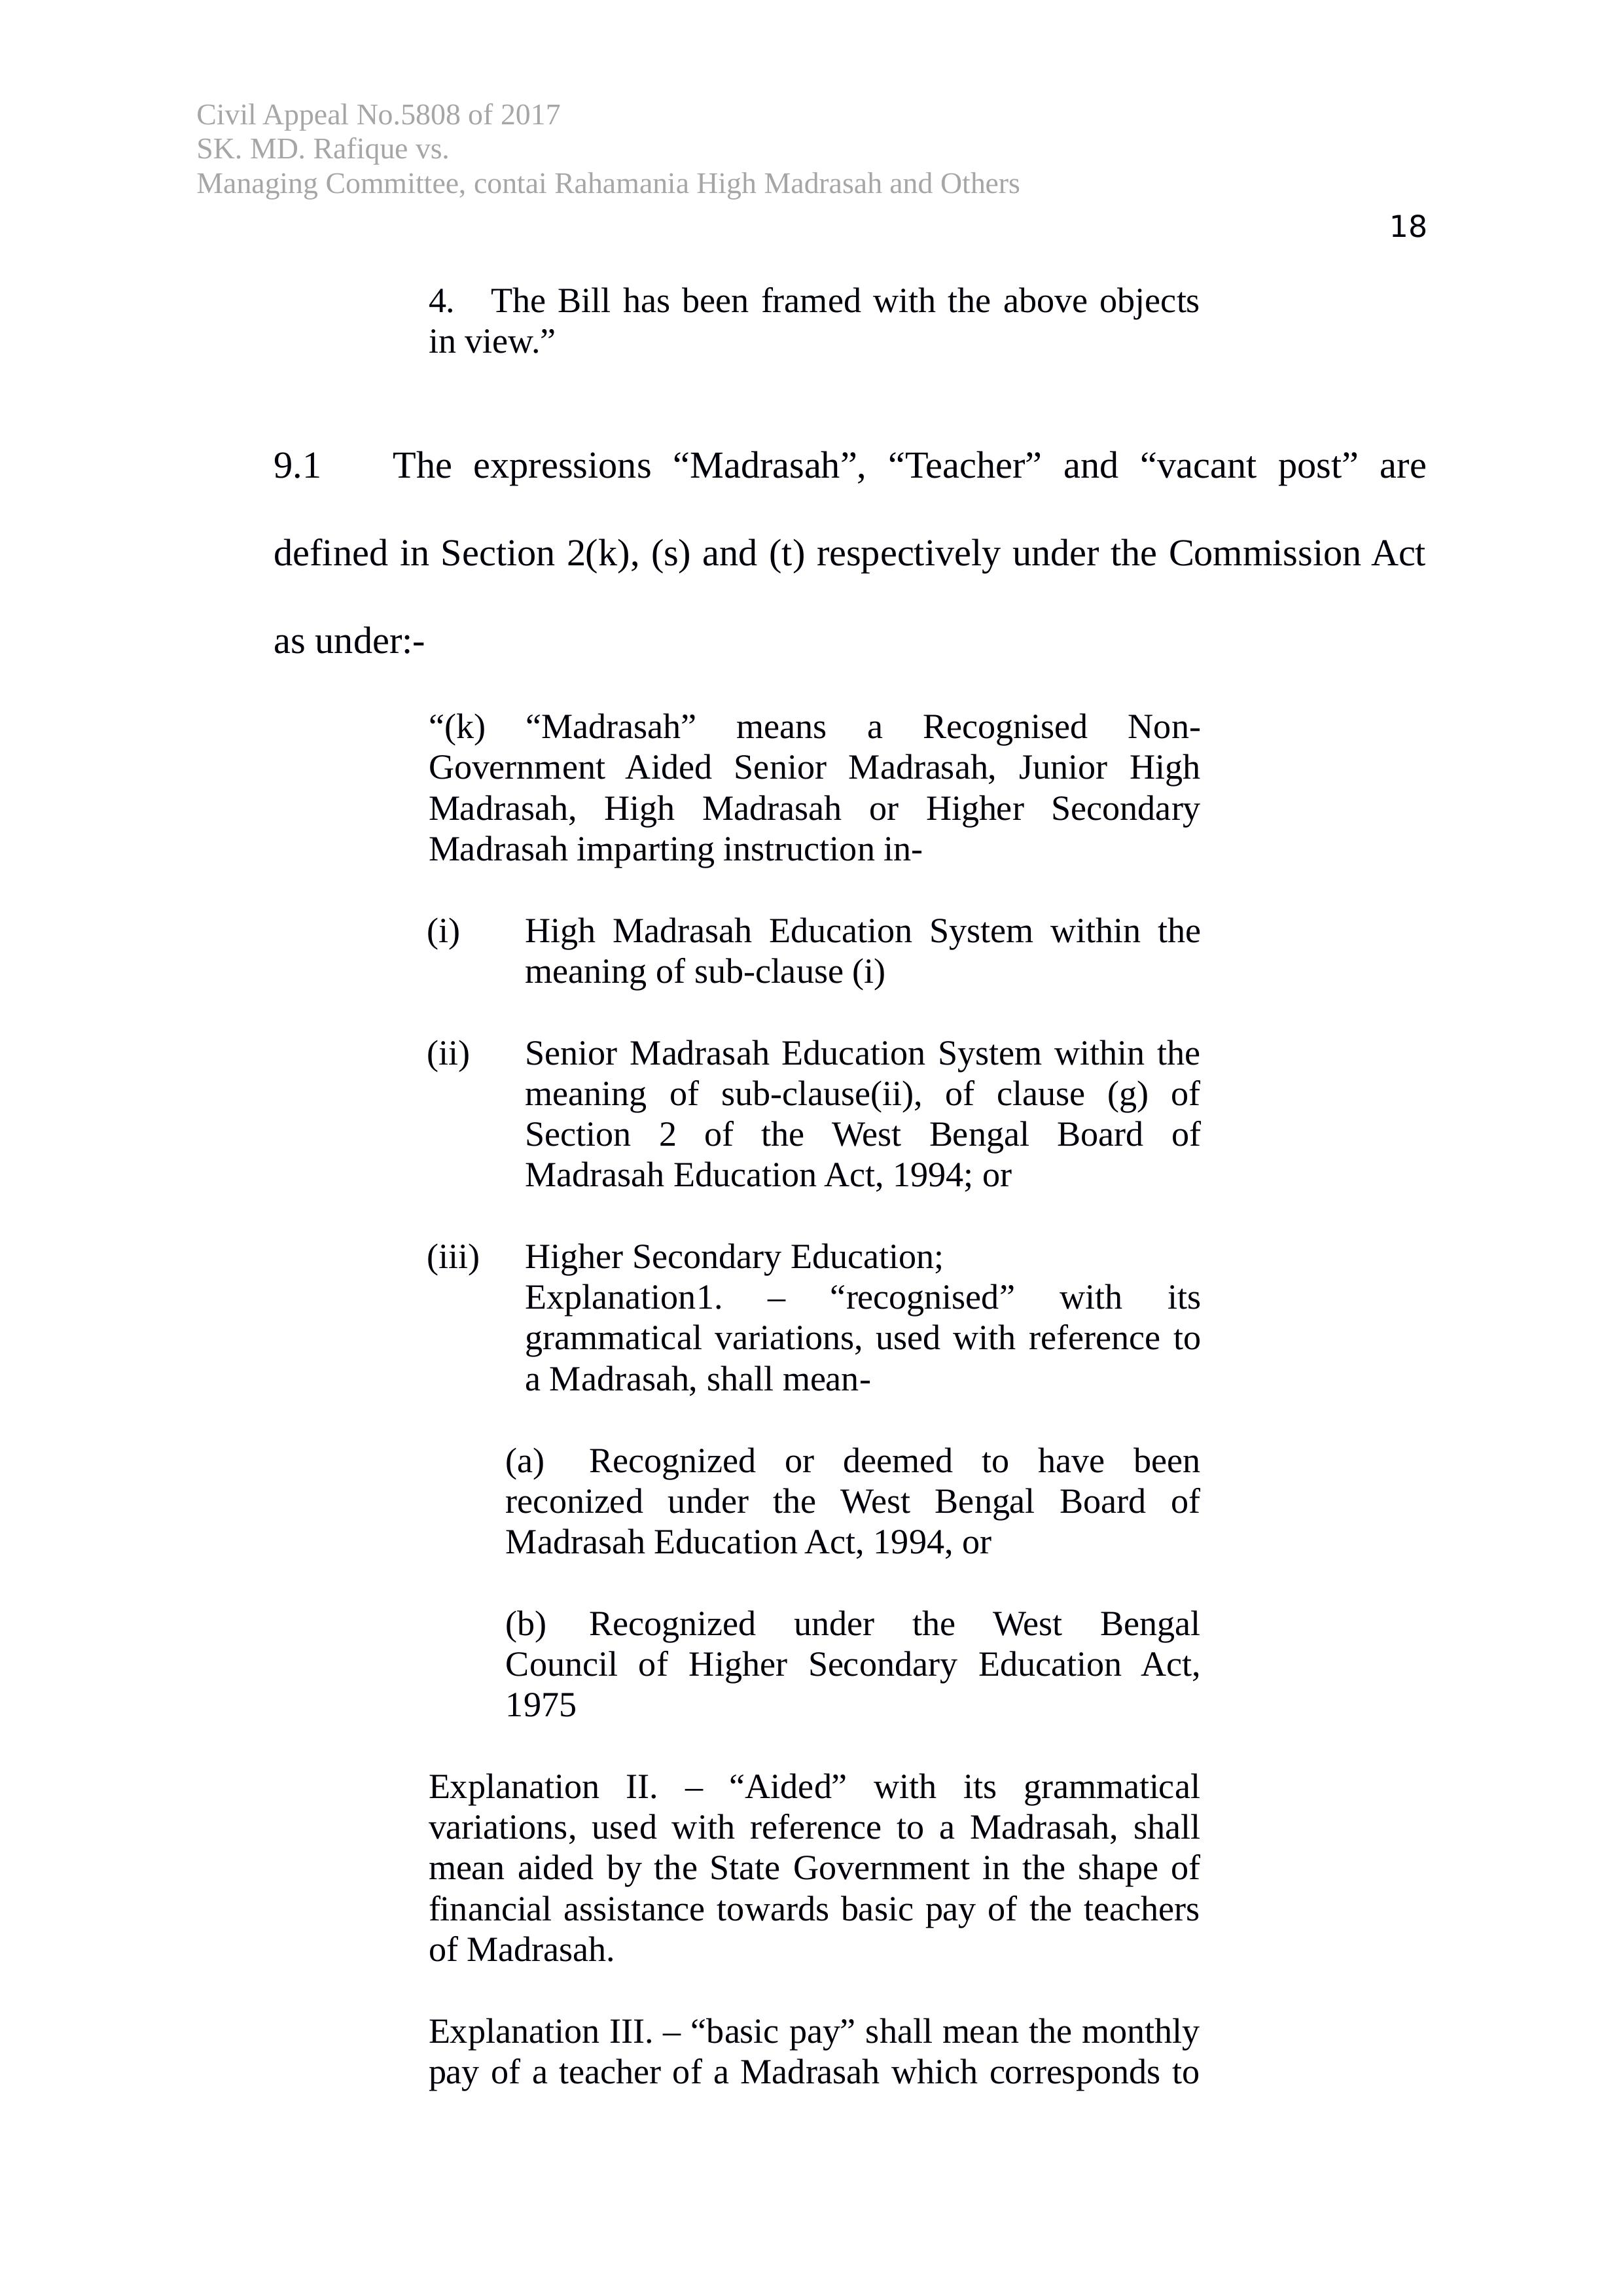 Civil Appeal No.5808 of 2017
SK. MD. Rafique vs.
Managing Committee, contai Rahamania High Madrasah and Others
18
4. The Bill has been framed with the above objects
in view.”
9.1 The expressions “Madrasah”, “Teacher” and “vacant post” are
defined in Section 2(k), (s) and (t) respectively under the Commission Act
as under:-
“(k) “Madrasah” means a Recognised Non-
Government Aided Senior Madrasah, Junior High
Madrasah, High Madrasah or Higher Secondary
Madrasah imparting instruction in-
(i) High Madrasah Education System within the
meaning of sub-clause (i)
(ii) Senior Madrasah Education System within the
meaning of sub-clause(ii), of clause (g) of
Section 2 of the West Bengal Board of
Madrasah Education Act, 1994; or
(iii) Higher Secondary Education;
Explanation1. – “recognised” with its
grammatical variations, used with reference to
a Madrasah, shall mean-
(a) Recognized or deemed to have been
reconized under the West Bengal Board of
Madrasah Education Act, 1994, or
(b) Recognized under the West Bengal
Council of Higher Secondary Education Act,
1975
Explanation II. – “Aided” with its grammatical
variations, used with reference to a Madrasah, shall
mean aided by the State Government in the shape of
financial assistance towards basic pay of the teachers
of Madrasah.
Explanation III. – “basic pay” shall mean the monthly
pay of a teacher of a Madrasah which corresponds to